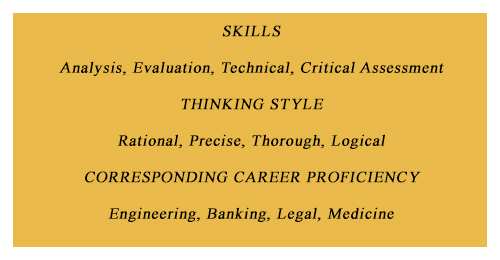 SKILLS
Analysis, Evaluation, Technical, Critical Assessment
THINKING STYLE
Rational, Precise, Thorough, Logical
CORRESPONDING CAREER PROFICIENCY
Engineering, Banking, Legal, Medicine